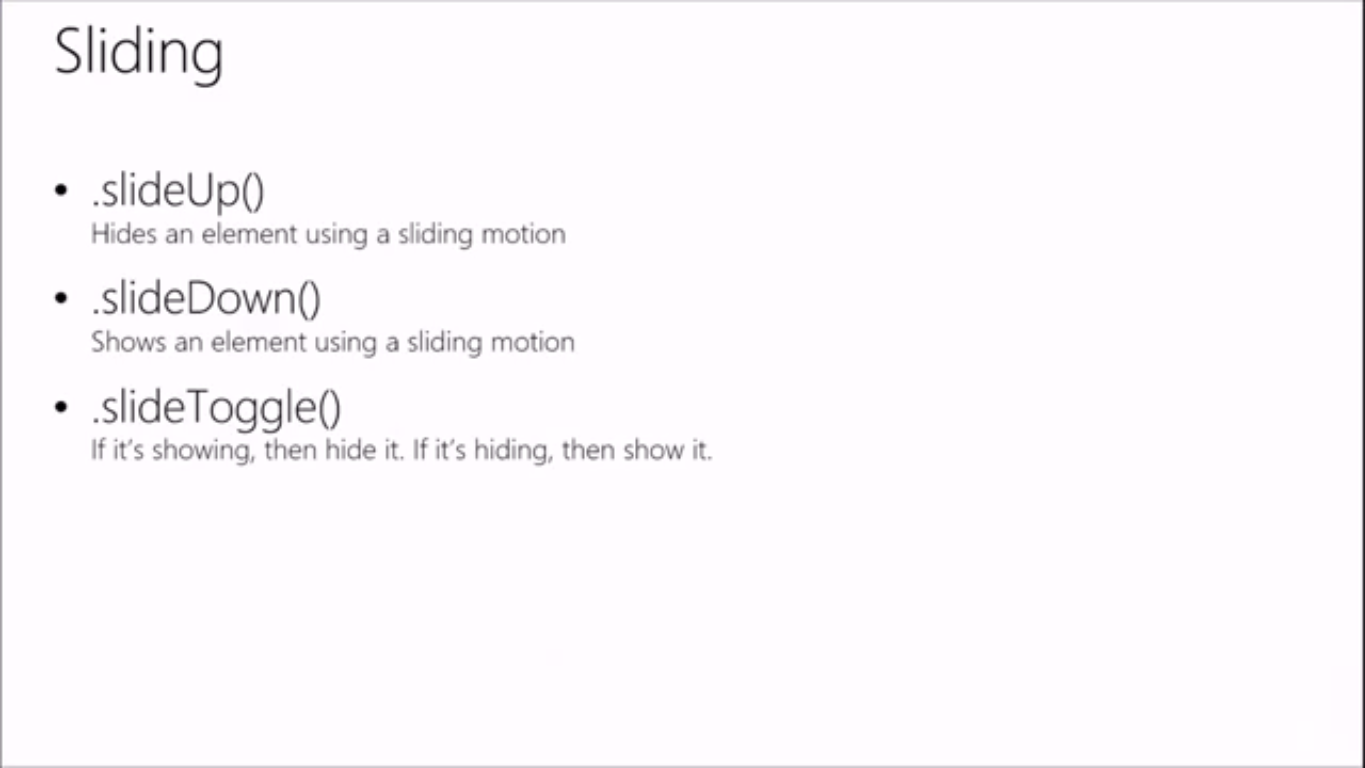 Sliding
• .slideUp()
Hides an element using a sliding motion
• .slideDown()
Shows an element using a sliding motion
• .slideToggle()
If it’s showing, then hide it. If it’s hiding, then show it.